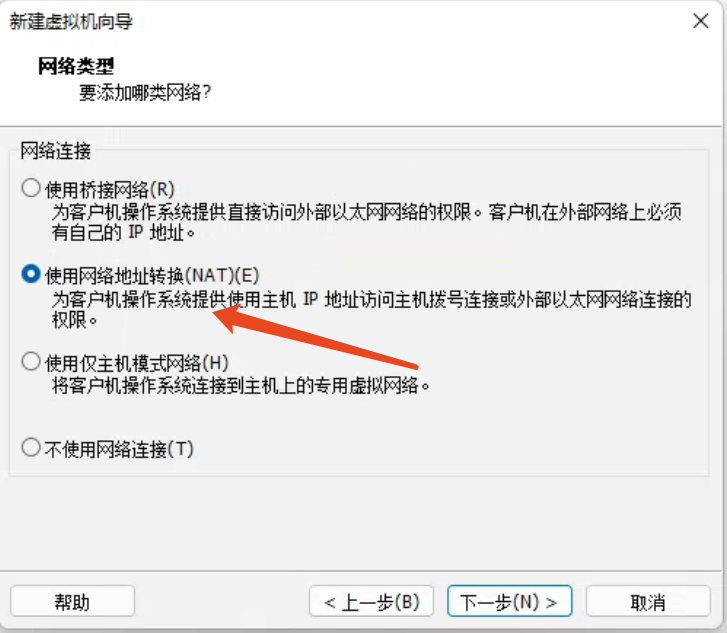 新建虚拟机向导
网络类型
要添加哪类网络?
网络连接
使用桥接网络(R)
为客户机操作系统提供直接访问外部以太网网络的权限。客户机在外部网络上必须
有自己的 IP 地址。
使用网络地址转换(NAT)(E)
为客户机操作系统提供使用主机 IP 地址访问主机拨号连接或外部以太网网络连接的
权限。
使用仅主机模式网络(H)
将客户机操作系统连接到主机上的专用虚拟网络。
不使用网络连接(T)
帮助
< 上一步(B)
下一步(N) >
取消